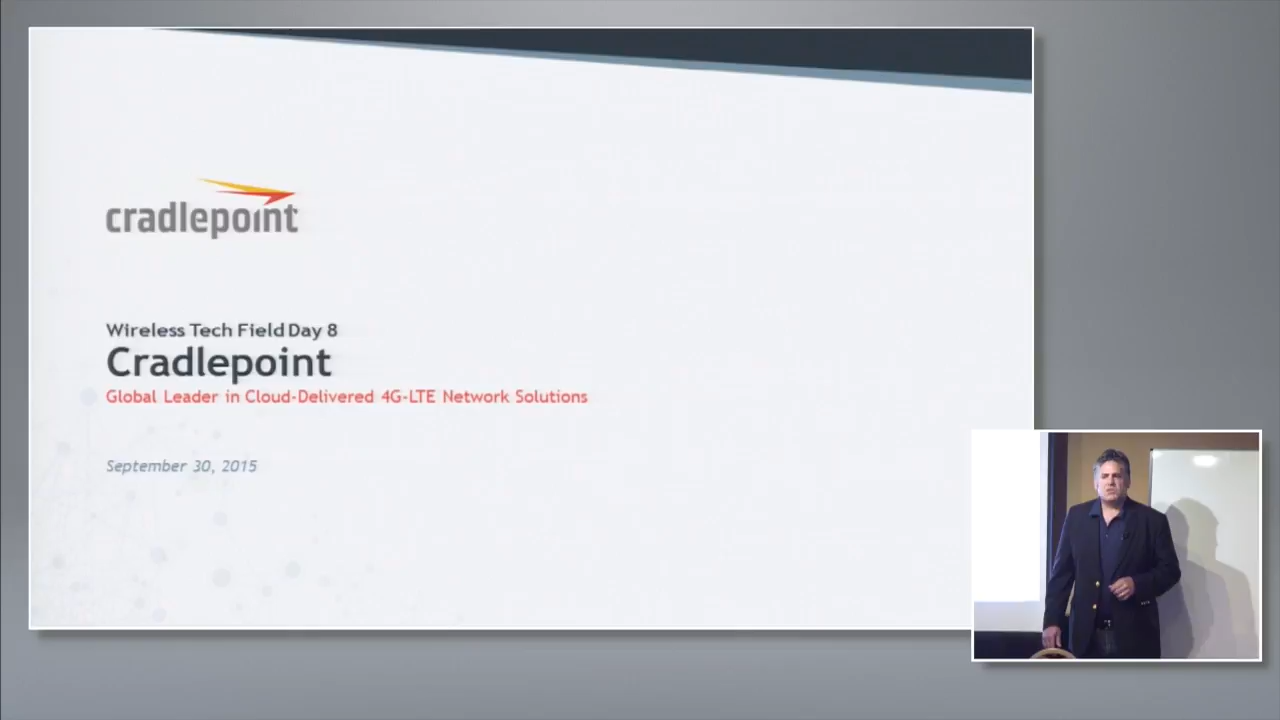 cradlepoint
Wireless Tech Field Day 8
Cradlepoint
Global Leader in Cloud-Delivered 4G-LTE Network Solutions
September 30, 2015